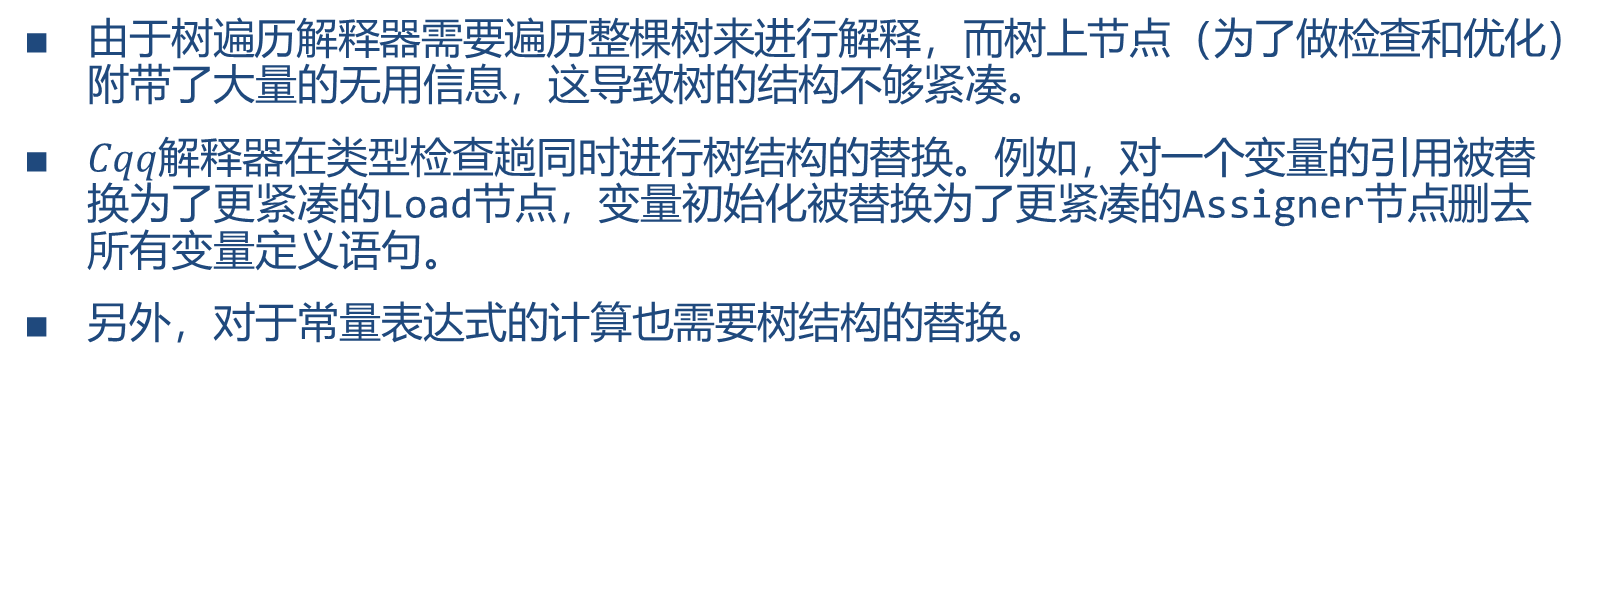 ■ 由于树遍历解释器需要遍历整棵树来进行解释，而树上节点（为了做检查和优化）
附带了大量的无用信息，这导致树的结构不够紧凑。
■ Cqq解释器在类型检查趟同时进行树结构的替换。例如，对一个变量的引用被替
换为了更紧凑的Load节点，变量初始化被替换为了更紧凑的Assigner节点删去
所有变量定义语句。
■ 另外，对于常量表达式的计算也需要树结构的替换。